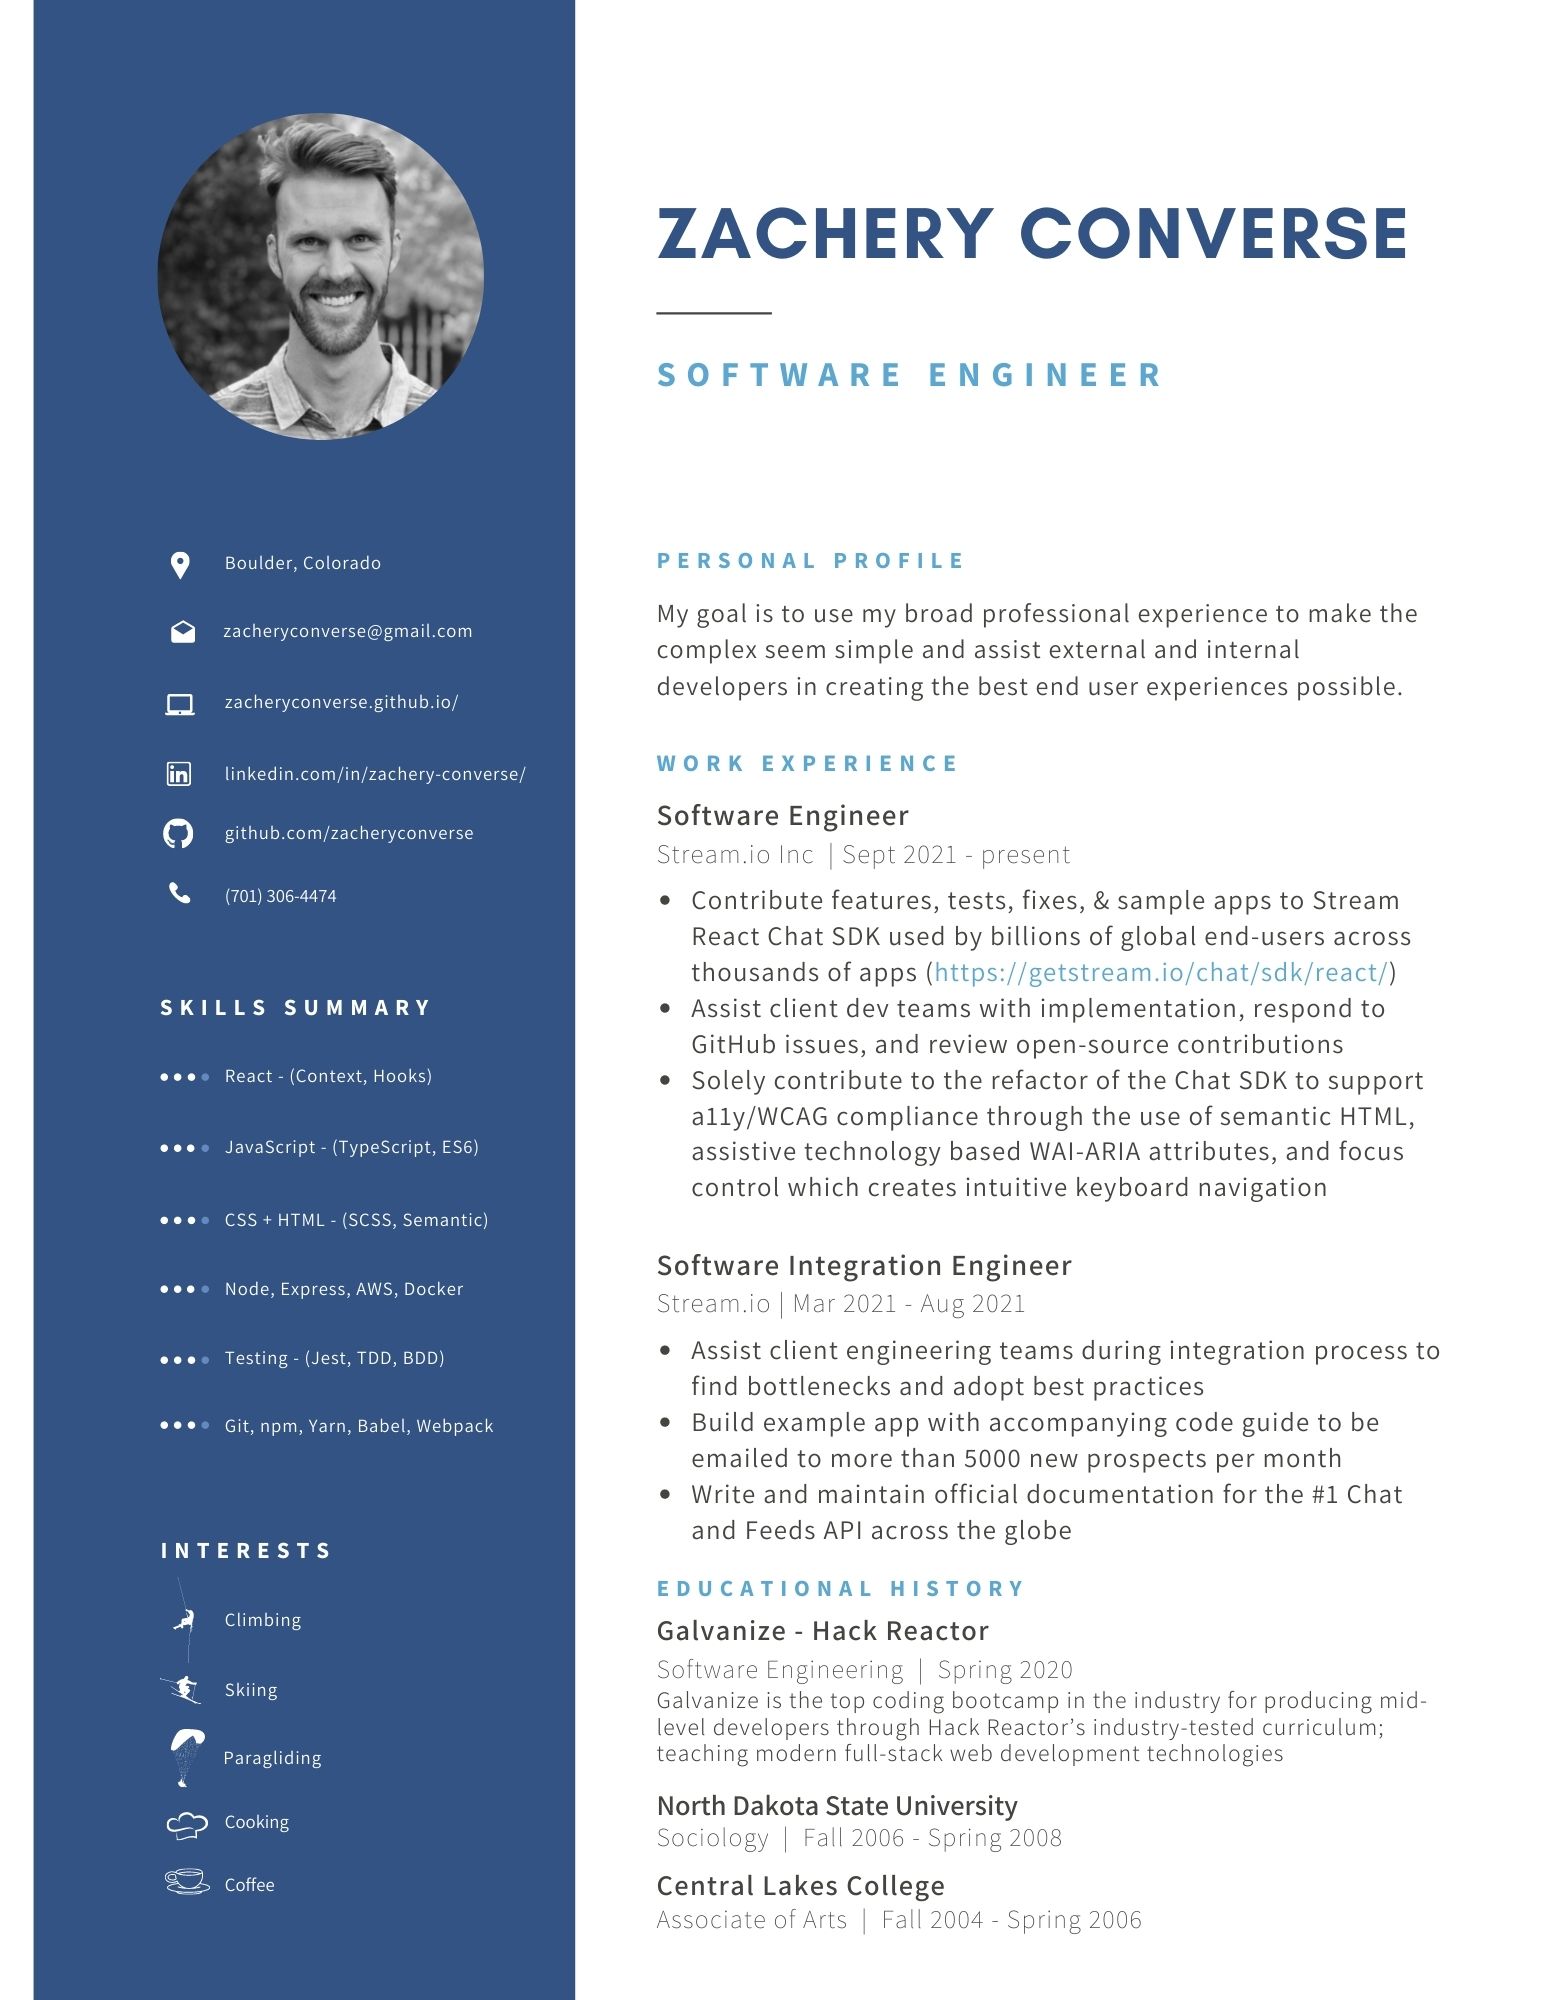 ZACHERY CONVERSE
SOFTWARE ENGINEER
Boulder, Colorado
zacheryconverse@gmail.com
zacheryconverse.github.io/
linkedin.com/in/zachery-converse/
github.com/zacheryconverse
(701) 306-4474
SKILLS SUMMARY
React - (Context, Hooks)
JavaScript - (TypeScript, ES6)
CSS + HTML - (SCSS, Semantic)
Node, Express, AWS, Docker
Testing - (Jest, TDD, BDD)
Git, npm, Yarn, Babel, Webpack
INTERESTS
Climbing
Skiing
Paragliding
Cooking
Coffee
PERSONAL PROFILE
My goal is to use my broad professional experience to make the
complex seem simple and assist external and internal
developers in creating the best end user experiences possible.
WORK EXPERIENCE
Software Engineer
Stream.io Inc | Sept 2021 - present
• Contribute features, tests, fixes, & sample apps to Stream
React Chat SDK used by billions of global end-users across
thousands of apps (https://getstream.io/chat/sdk/react/)
• Assist client dev teams with implementation, respond to
GitHub issues, and review open-source contributions
• Solely contribute to the refactor of the Chat SDK to support
a11y/WCAG compliance through the use of semantic HTML,
assistive technology based WAI-ARIA attributes, and focus
control which creates intuitive keyboard navigation
Software Integration Engineer
Stream.io | Mar 2021 - Aug 2021
• Assist client engineering teams during integration process to
find bottlenecks and adopt best practices
• Build example app with accompanying code guide to be
emailed to more than 5000 new prospects per month
• Write and maintain official documentation for the #1 Chat
and Feeds API across the globe
EDUCATIONAL HISTORY
Galvanize - Hack Reactor
Software Engineering | Spring 2020
Galvanize is the top coding bootcamp in the industry for producing mid-
level developers through Hack Reactor’s industry-tested curriculum;
teaching modern full-stack web development technologies
North Dakota State University
Sociology | Fall 2006 - Spring 2008
Central Lakes College
Associate of Arts | Fall 2004 - Spring 2006